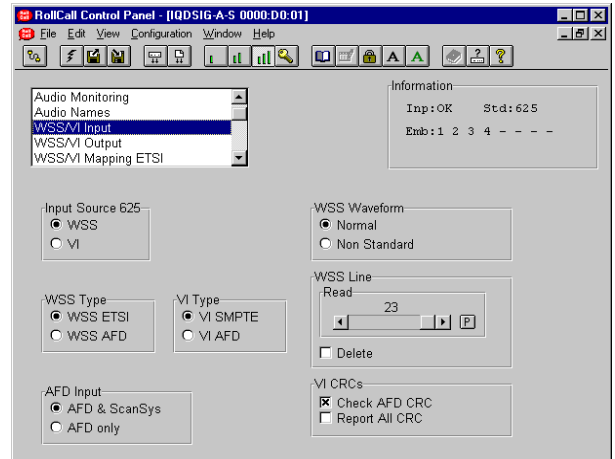 RollCall Control Panel - [IQDSIG-A-S 0000:D0:01]
File Edit View Configuration Window Help
Audio Monitoring
Audio Names
WSS/VI Input
WSS/VI Output
WSS/VI Mapping ETSI
Information
Inp:OK Std:625
Emb:1 2 3 4 - - - -
Input Source 625
WSS
VI
WSS Waveform
Normal
Non Standard
WSS Type
WSS ETSI
WSS AFD
VI Type
VI SMPTE
VI AFD
WSS Line
Read
23
P
Delete
AFD Input
AFD & ScanSys
AFD only
VI CRCs
Check AFD CRC
Report All CRC